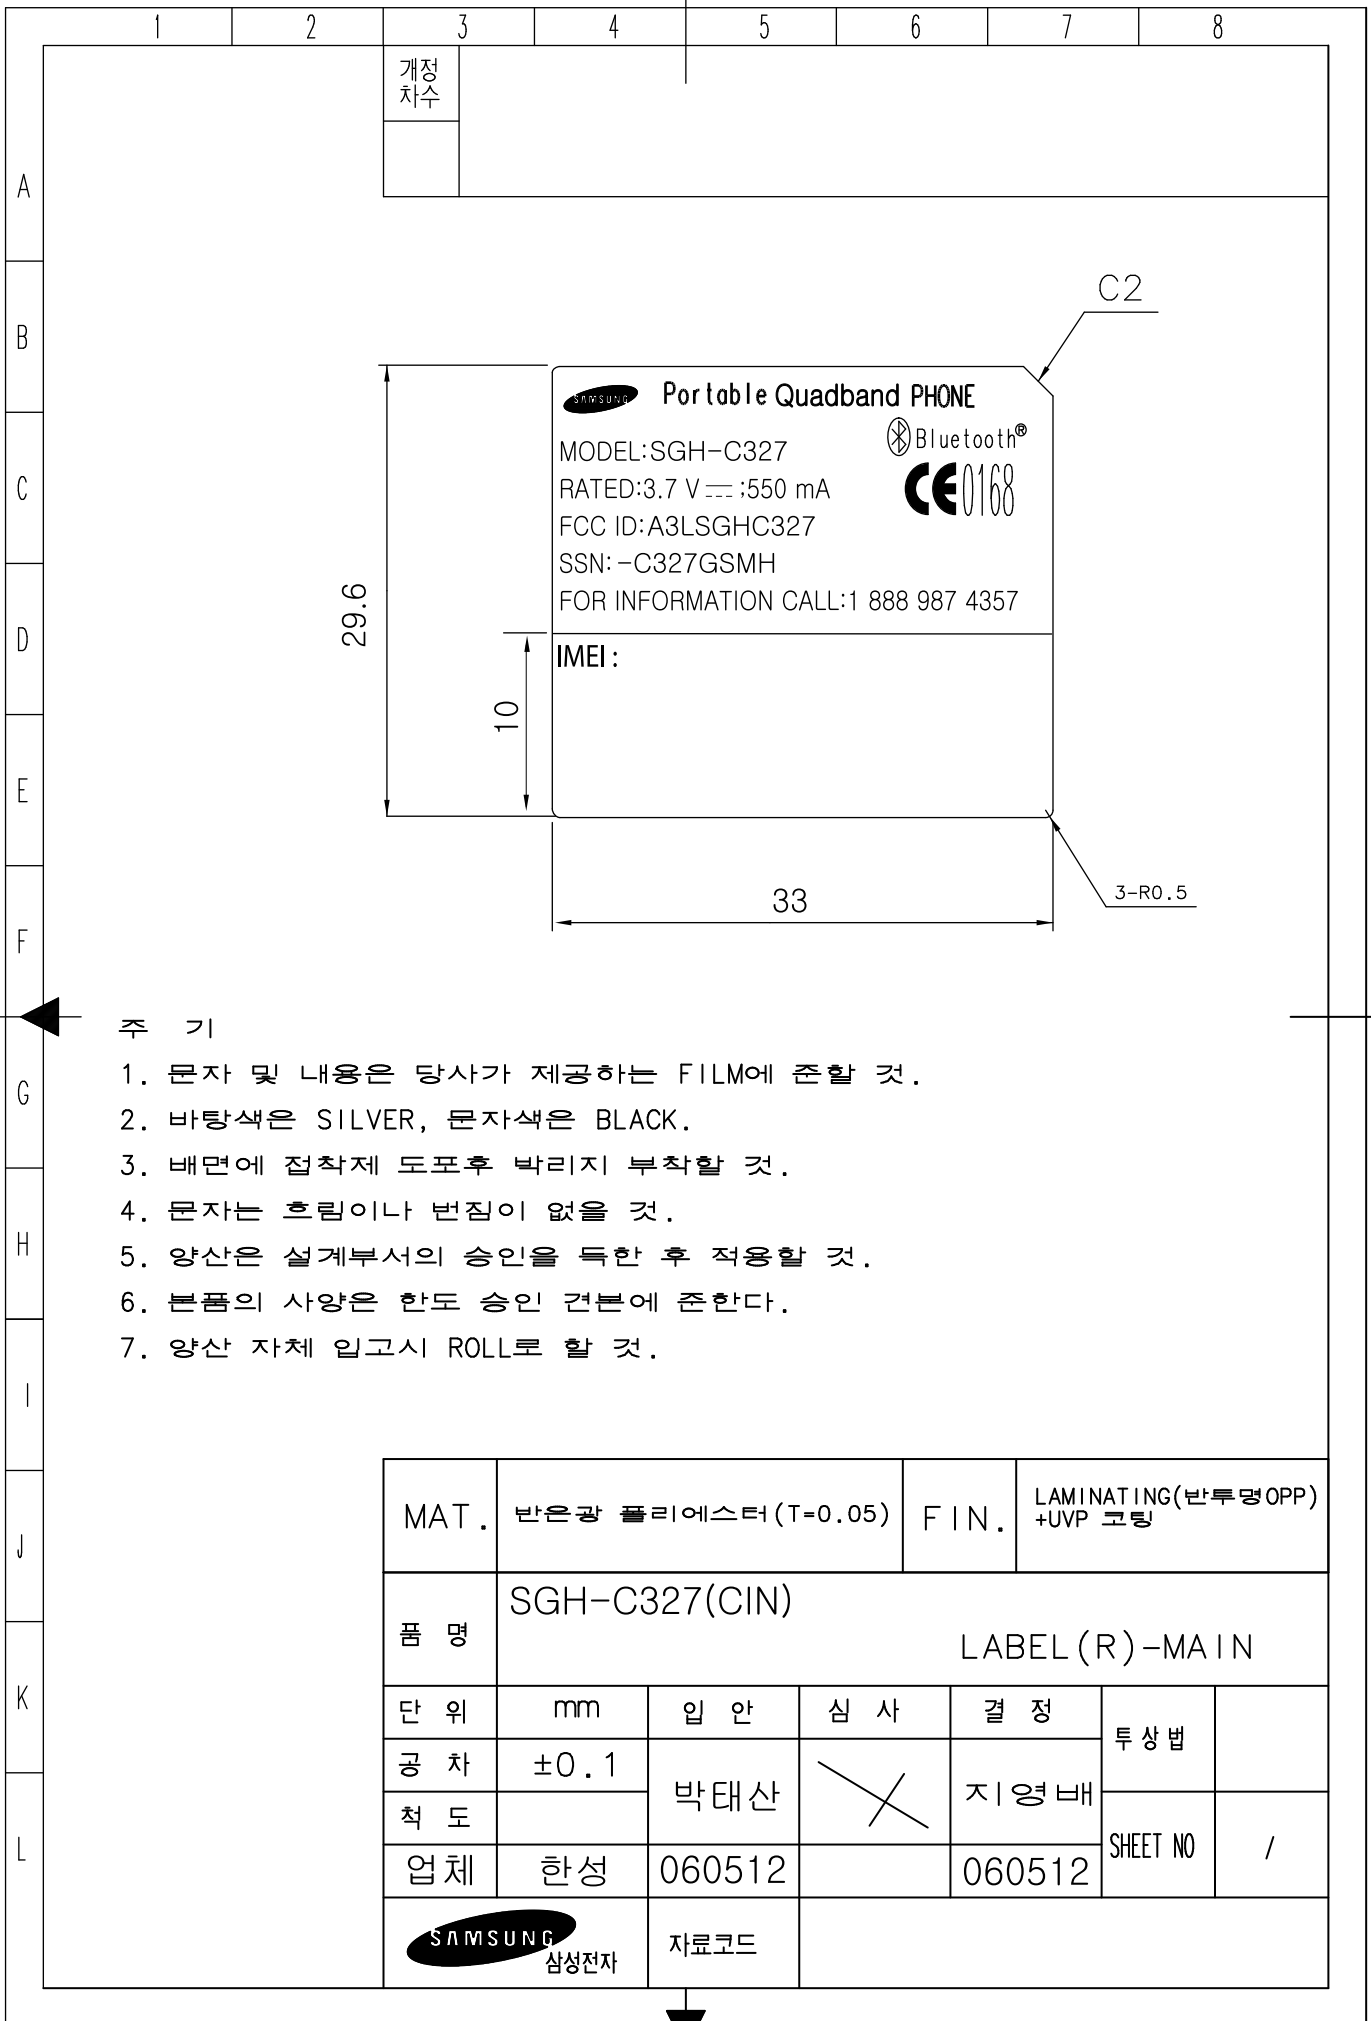 1 2 3 4 5 6 7 8
개정
차수
A
B
C
D
E
F
G
H
I
J
K
L
C2
SAMSUNG Portable Quadband PHONE
Bluetooth®
MODEL:SGH-C327
RATED:3.7 V ;550 mA
CE0168
FCC ID:A3LSGHC327
SSN:-C327GSMH
FOR INFORMATION CALL:1 888 987 4357
IMEI:
29.6
10
33
3-R0.5
주 기
1. 문자 및 내용은 당사가 제공하는 FILM에 준할 것.
2. 바탕색은 SILVER, 문자색은 BLACK.
3. 배면에 접착제 도포후 박리지 부착할 것.
4. 문자는 흐림이나 번짐이 없을 것.
5. 양산은 설계부서의 승인을 득한 후 적용할 것.
6. 본품의 사양은 한도 승인 견본에 준한다.
7. 양산 자체 입고시 ROLL로 할 것.
MAT. 반은광 폴리에스터(T=0.05) FIN. LAMINATING(반투명OPP)
+UVP 코팅
품 명 SGH-C327(CIN)
LABEL(R)-MAIN
단 위 mm 입 안 심 사 결 정 투상법
공 차 ±0.1 박태산 지영배
척 도 SHEET NO /
업체 한성 060512 060512
SAMSUNG 삼성전자 자료코드